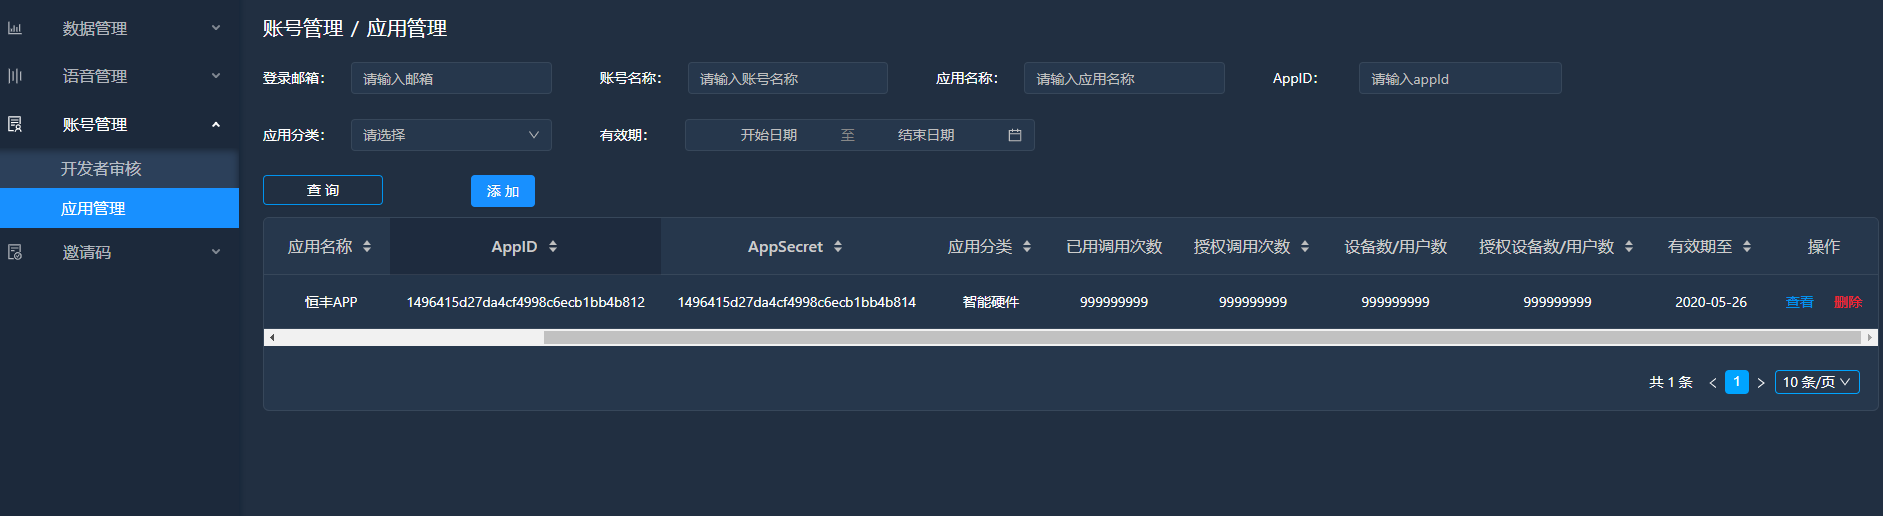 数据管理
语音管理
账号管理
开发者审核
应用管理
邀请码
账号管理 / 应用管理
登录邮箱： 请输入邮箱 账号名称： 请输入账号名称 应用名称： 请输入应用名称 AppID： 请输入appId
应用分类： 请选择 有效期： 开始日期 至 结束日期
查 询 添 加
应用名称 AppID AppSecret 应用分类 已用调用次数 授权调用次数 设备数/用户数 授权设备数/用户数 有效期至 操作
恒丰APP 1496415d27da4cf4998c6ecb1bb4b812 1496415d27da4cf4998c6ecb1bb4b814 智能硬件 999999999 999999999 999999999 999999999 2020-05-26 查看 删除
共 1 条 < 1 > 10 条/页